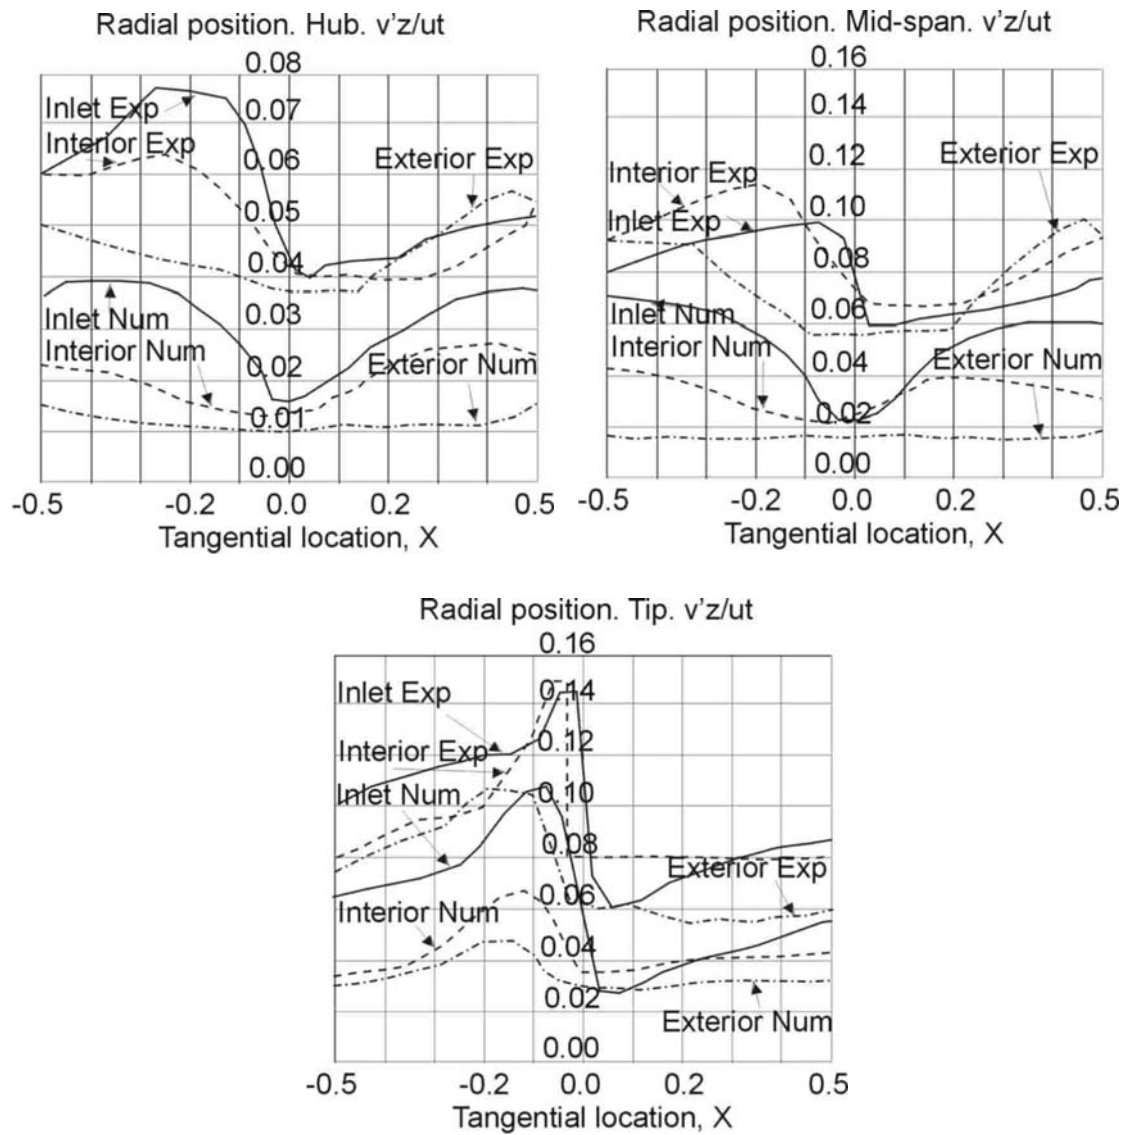 Radial position. Hub. v'z/ut
0.08
0.07
0.06
0.05
0.04
0.03
0.02
0.01
0.00
Inlet Exp
Interior Exp
Exterior Exp
Inlet Num
Interior Num
Exterior Num
-0.5 -0.2 0.0 0.2 0.5
Tangential location, X
Radial position. Mid-span. v'z/ut
0.16
0.14
0.12
0.10
0.08
0.06
0.04
0.02
0.00
Exterior Exp
Interior Exp
Inlet Exp
Inlet Num
Interior Num
Exterior Num
-0.5 -0.2 0.0 0.2 0.5
Tangential location, X
Radial position. Tip. v'z/ut
0.16
0.14
0.12
0.10
0.08
0.06
0.04
0.02
0.00
Inlet Exp
Interior Exp
Inlet Num
Exterior Exp
Interior Num
Exterior Num
-0.5 -0.2 0.0 0.2 0.5
Tangential location, X